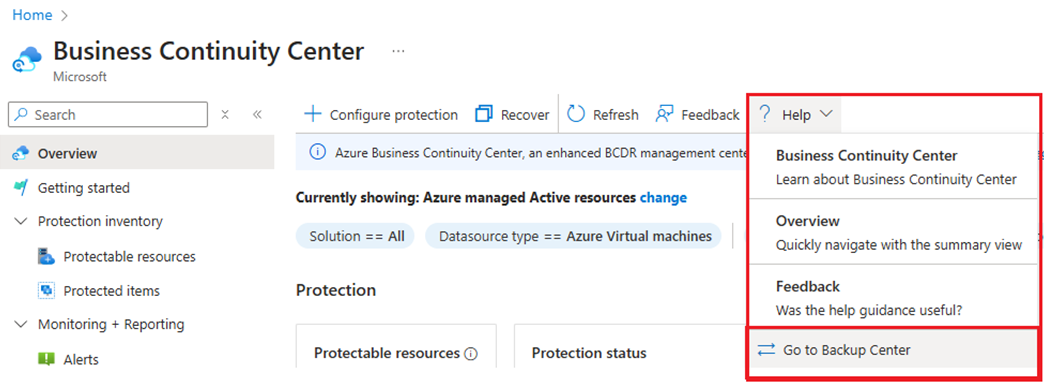 Home
Business Continuity Center ...
Microsoft
Search
Configure protection Recover Refresh Feedback Help
Overview
Getting started
Protection inventory
Protectable resources
Protected items
Monitoring + Reporting
Alerts
Azure Business Continuity Center, an enhanced BCDR management
Currently showing: Azure managed Active resources change
Solution == All Datasource type == Azure Virtual machines
Protection
Protectable resources Protection status
Business Continuity Center
Learn about Business Continuity Center
Overview
Quickly navigate with the summary view
Feedback
Was the help guidance useful?
Go to Backup Center